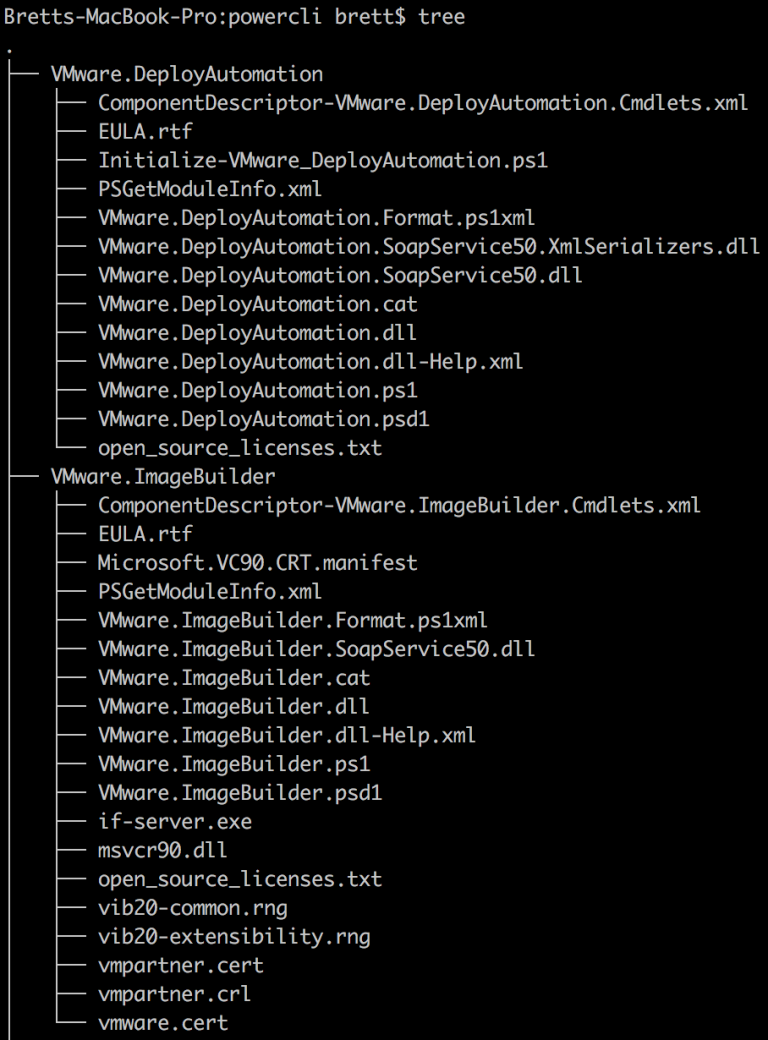 Bretts-MacBook-Pro:powercli brett$ tree
.
├── VMware.DeployAutomation
│   ├── ComponentDescriptor-VMware.DeployAutomation.Cmdlets.xml
│   ├── EULA.rtf
│   ├── Initialize-VMware_DeployAutomation.ps1
│   ├── PSGetModuleInfo.xml
│   ├── VMware.DeployAutomation.Format.ps1xml
│   ├── VMware.DeployAutomation.SoapService50.XmlSerializers.dll
│   ├── VMware.DeployAutomation.SoapService50.dll
│   ├── VMware.DeployAutomation.cat
│   ├── VMware.DeployAutomation.dll
│   ├── VMware.DeployAutomation.dll-Help.xml
│   ├── VMware.DeployAutomation.ps1
│   ├── VMware.DeployAutomation.psd1
│   └── open_source_licenses.txt
├── VMware.ImageBuilder
│   ├── ComponentDescriptor-VMware.ImageBuilder.Cmdlets.xml
│   ├── EULA.rtf
│   ├── Microsoft.VC90.CRT.manifest
│   ├── PSGetModuleInfo.xml
│   ├── VMware.ImageBuilder.Format.ps1xml
│   ├── VMware.ImageBuilder.SoapService50.dll
│   ├── VMware.ImageBuilder.cat
│   ├── VMware.ImageBuilder.dll
│   ├── VMware.ImageBuilder.dll-Help.xml
│   ├── VMware.ImageBuilder.ps1
│   ├── VMware.ImageBuilder.psd1
│   ├── if-server.exe
│   ├── msvcr90.dll
│   ├── open_source_licenses.txt
│   ├── vib20-common.rng
│   ├── vib20-extensibility.rng
│   ├── vmpartner.cert
│   ├── vmpartner.crl
│   └── vmware.cert